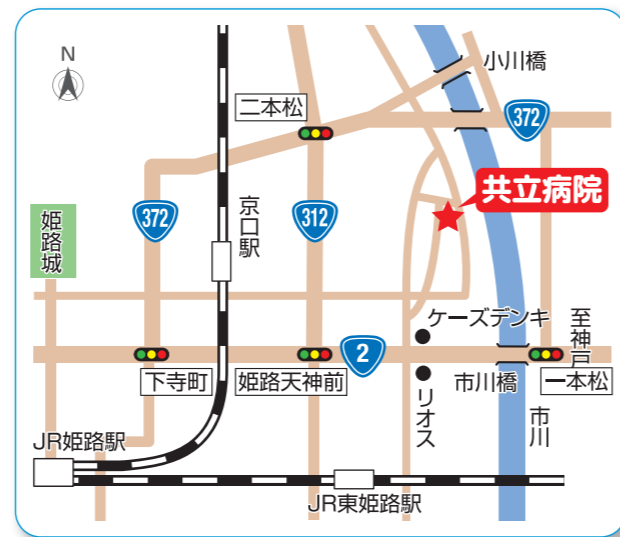 N
小川橋
二本松
372
共立病院
姫路城
372
京口駅
312
ケーズデンキ
至神戸
2
下寺町
姫路天神前
リオス
市川橋
一本松
市川
JR姫路駅
JR東姫路駅